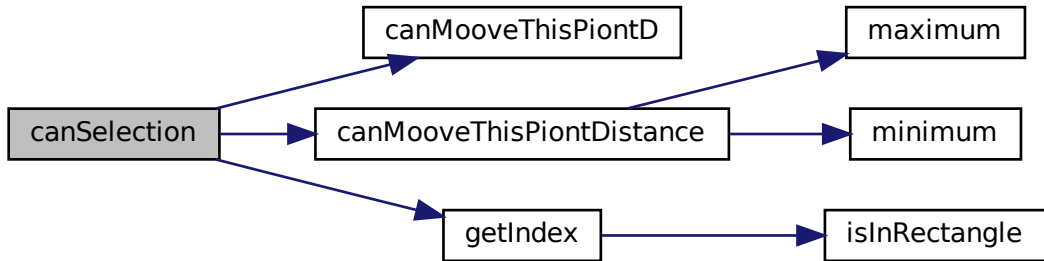 canSelection
canMooveThisPiontD
canMooveThisPiontDistance
getIndex
maximum
minimum
isInRectangle